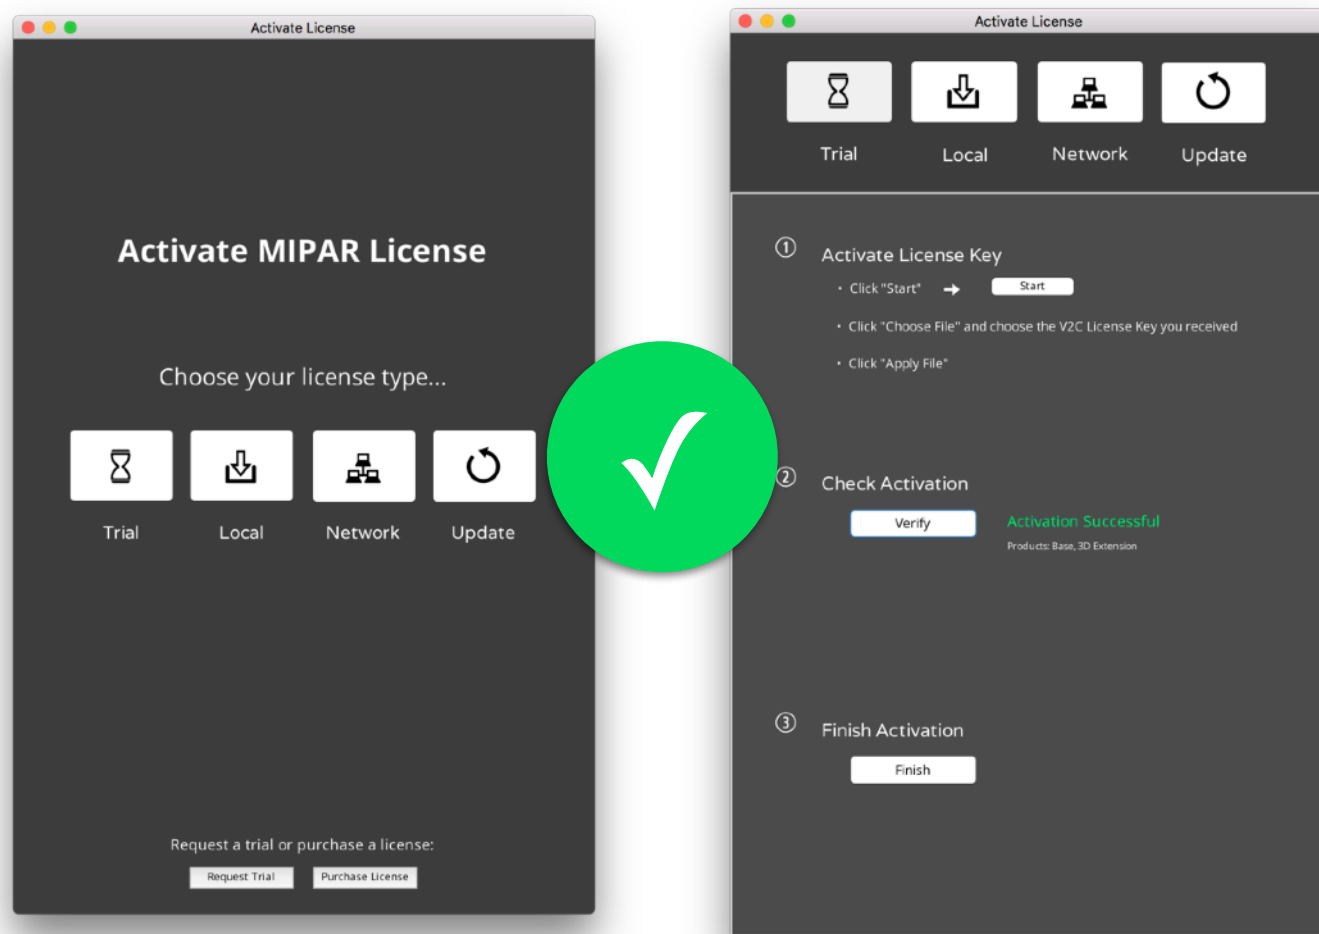 Activate License
Activate MIPAR License
Choose your license type...
Trial
Local
Network
Update
Request a trial or purchase a license:
Request Trial
Purchase License
Activate License
Trial
Local
Network
Update
1 Activate License Key
• Click "Start" → Start
• Click "Choose File" and choose the V2C License Key you received
• Click "Apply File"
2 Check Activation
Verify
Activation Successful
Products: Base, 3D Extension
3 Finish Activation
Finish